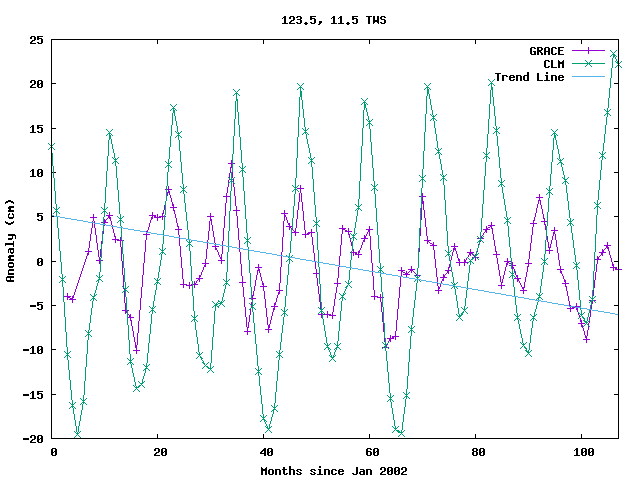 123.5, 11.5 TWS
GRACE
CLM
Trend Line
25
20
15
10
5
0
-5
-10
-15
-20
Anomaly (cm)
0 20 40 60 80 100
Months since Jan 2002